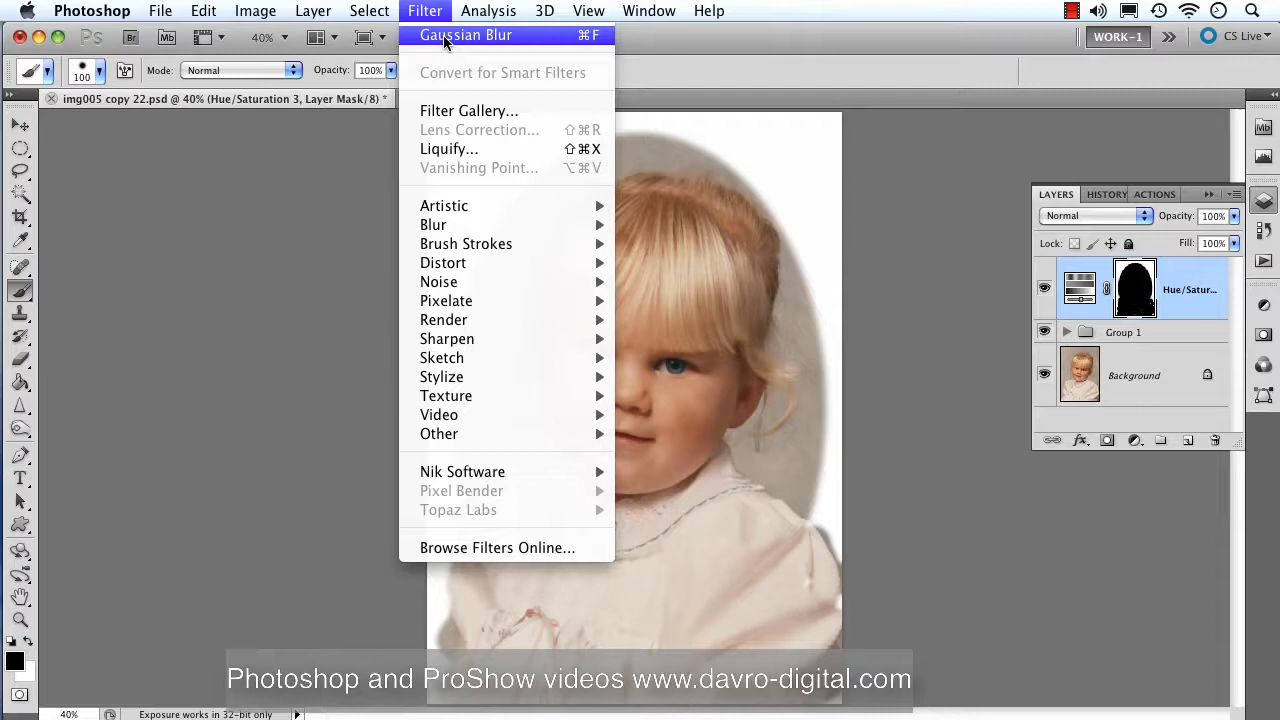 Photoshop File Edit Image Layer Select Filter Analysis 3D View Window Help
Ps Br Mb 40% WORK-1 CS Live
100 Mode: Normal Opacity: 100%
img005 copy 22.psd @ 40% (Hue/Saturation 3, Layer Mask/8) *
Gaussian Blur ⌘F
Convert for Smart Filters
Filter Gallery...
Lens Correction... ⇧⌘R
Liquify... ⇧⌘X
Vanishing Point... ⌥⌘V
Artistic
Blur
Brush Strokes
Distort
Noise
Pixelate
Render
Sharpen
Sketch
Stylize
Texture
Video
Other
Nik Software
Pixel Bender
Topaz Labs
Browse Filters Online...
Mb
LAYERS HISTORY ACTIONS
Normal Opacity: 100%
Lock: Fill: 100%
Hue/Satur...
Group 1
Background
fx.
T
Photoshop and ProShow videos www.davro-digital.com
40% Exposure works in 32-bit only